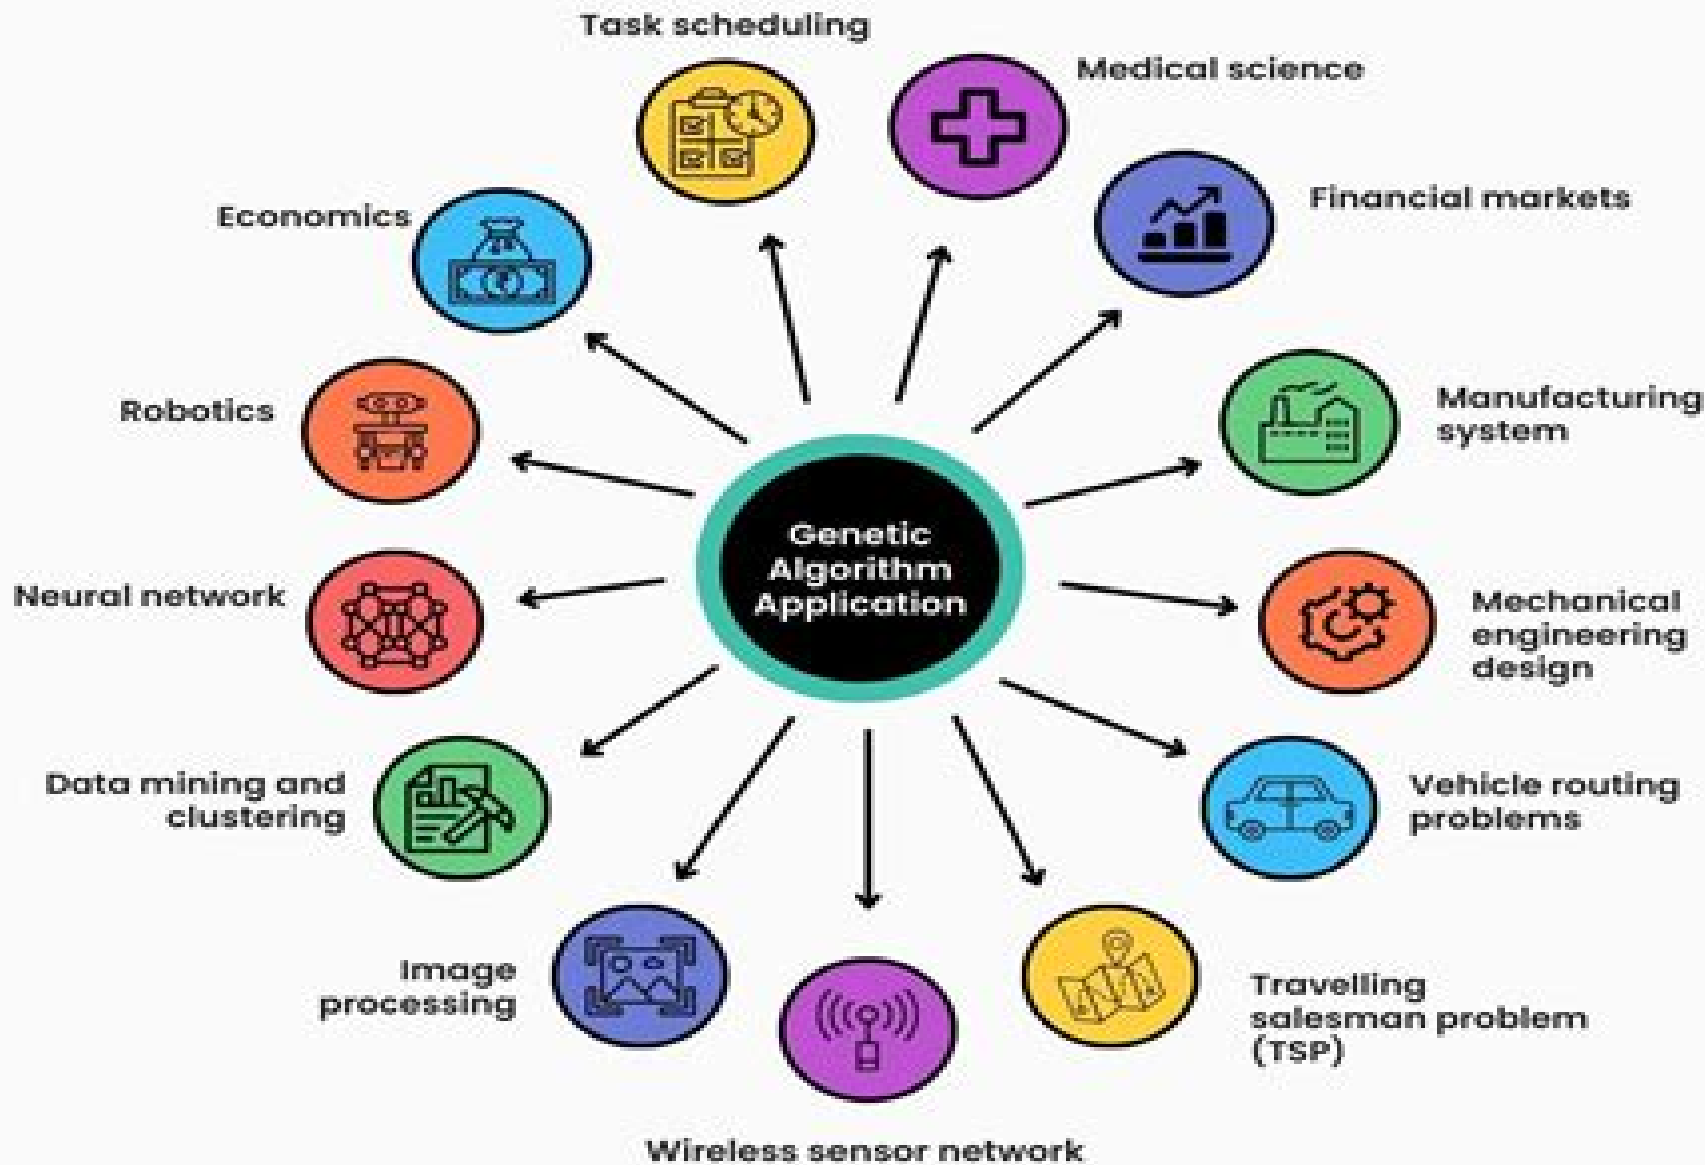 Task scheduling
Medical science
Financial markets
Economics
Manufacturing
system
Robotics
Genetic
Algorithm
Application
Neural network
Mechanical
engineering
design
Data mining and
clustering
Vehicle routing
problems
Image
processing
Travelling
salesman problem
(TSP)
Wireless sensor network